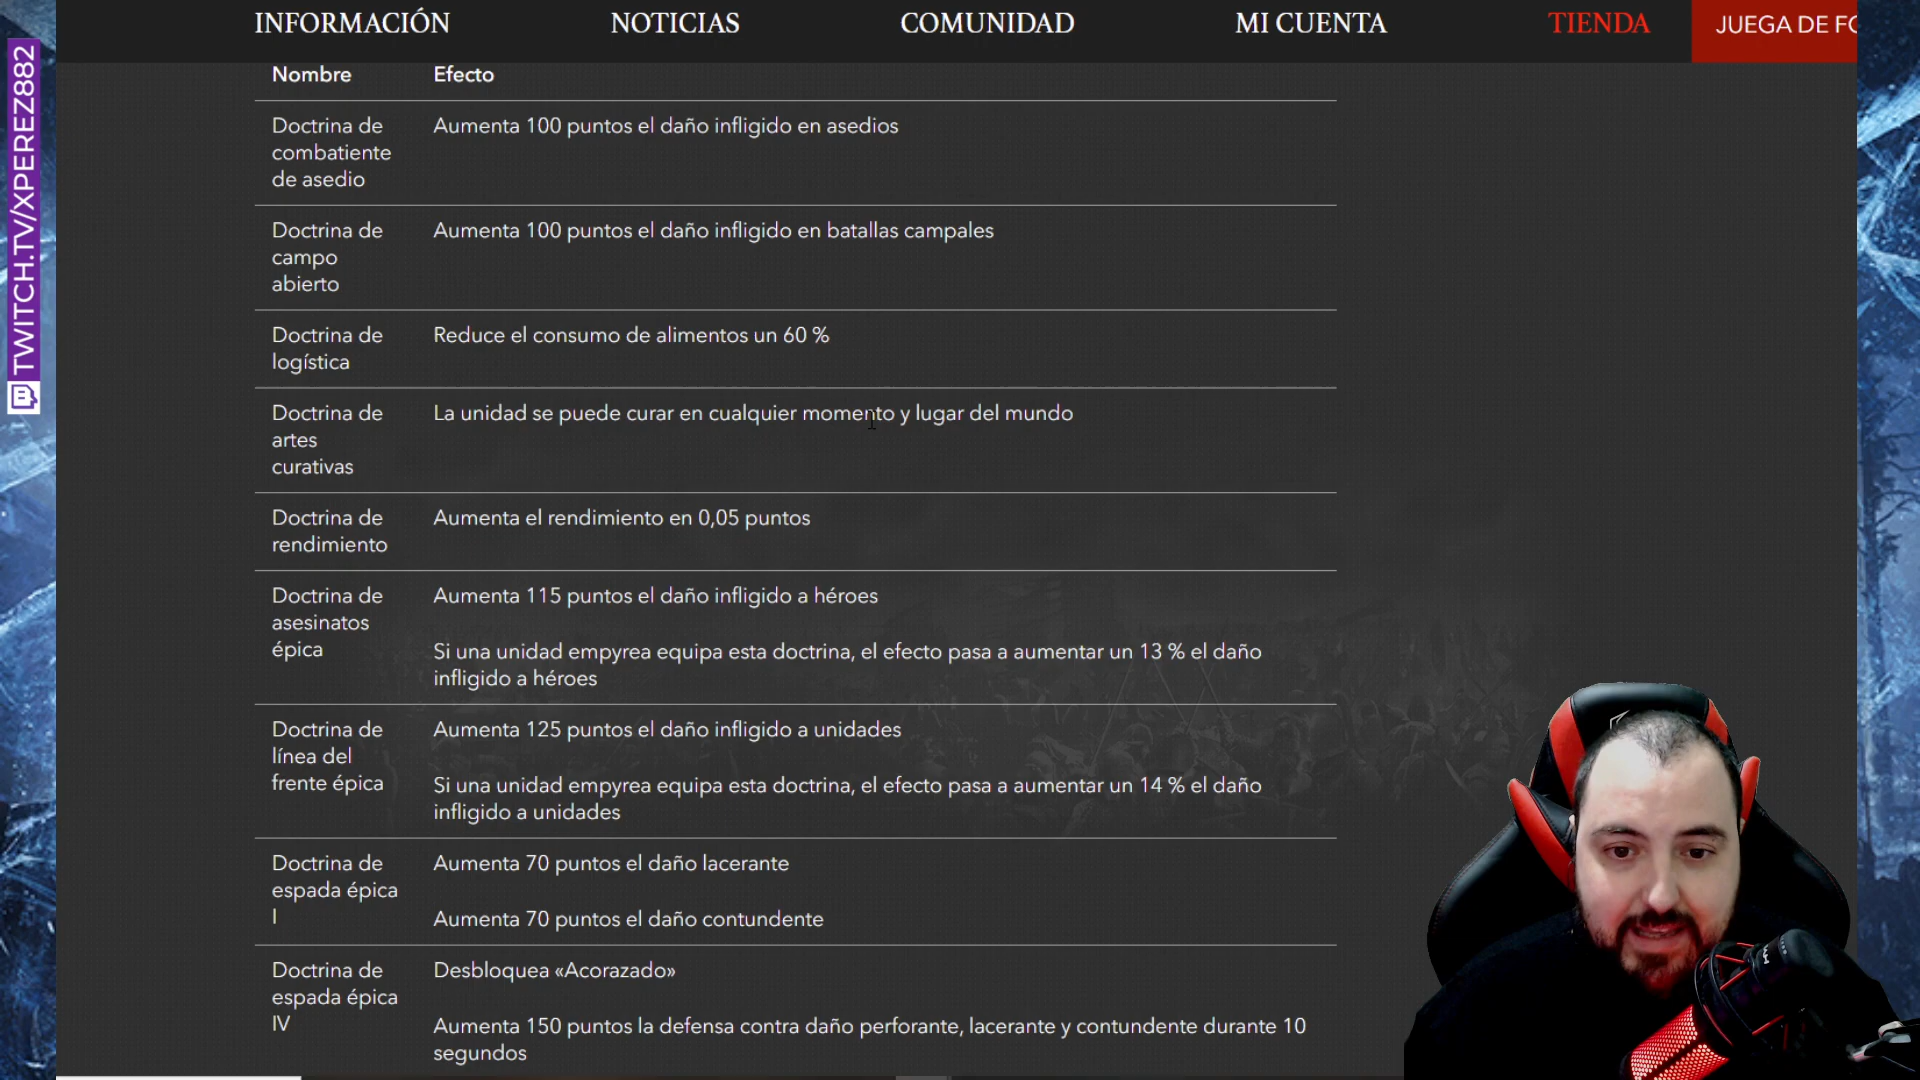 INFORMACIÓN NOTICIAS COMUNIDAD MI CUENTA TIENDA JUEGA DE FO
TWITCH.TV/XPEREZ882
Nombre Efecto
Doctrina de combatiente de asedio
Aumenta 100 puntos el daño infligido en asedios
Doctrina de campo abierto
Aumenta 100 puntos el daño infligido en batallas campales
Doctrina de logística
Reduce el consumo de alimentos un 60 %
Doctrina de artes curativas
La unidad se puede curar en cualquier momento y lugar del mundo
Doctrina de rendimiento
Aumenta el rendimiento en 0,05 puntos
Doctrina de asesinatos épica
Aumenta 115 puntos el daño infligido a héroes
Si una unidad empyrea equipa esta doctrina, el efecto pasa a aumentar un 13 % el daño
infligido a héroes
Doctrina de línea del frente épica
Aumenta 125 puntos el daño infligido a unidades
Si una unidad empyrea equipa esta doctrina, el efecto pasa a aumentar un 14 % el daño
infligido a unidades
Doctrina de espada épica I
Aumenta 70 puntos el daño lacerante
Aumenta 70 puntos el daño contundente
Doctrina de espada épica IV
Desbloquea «Acorazado»
Aumenta 150 puntos la defensa contra daño perforante, lacerante y contundente durante 10
segundos